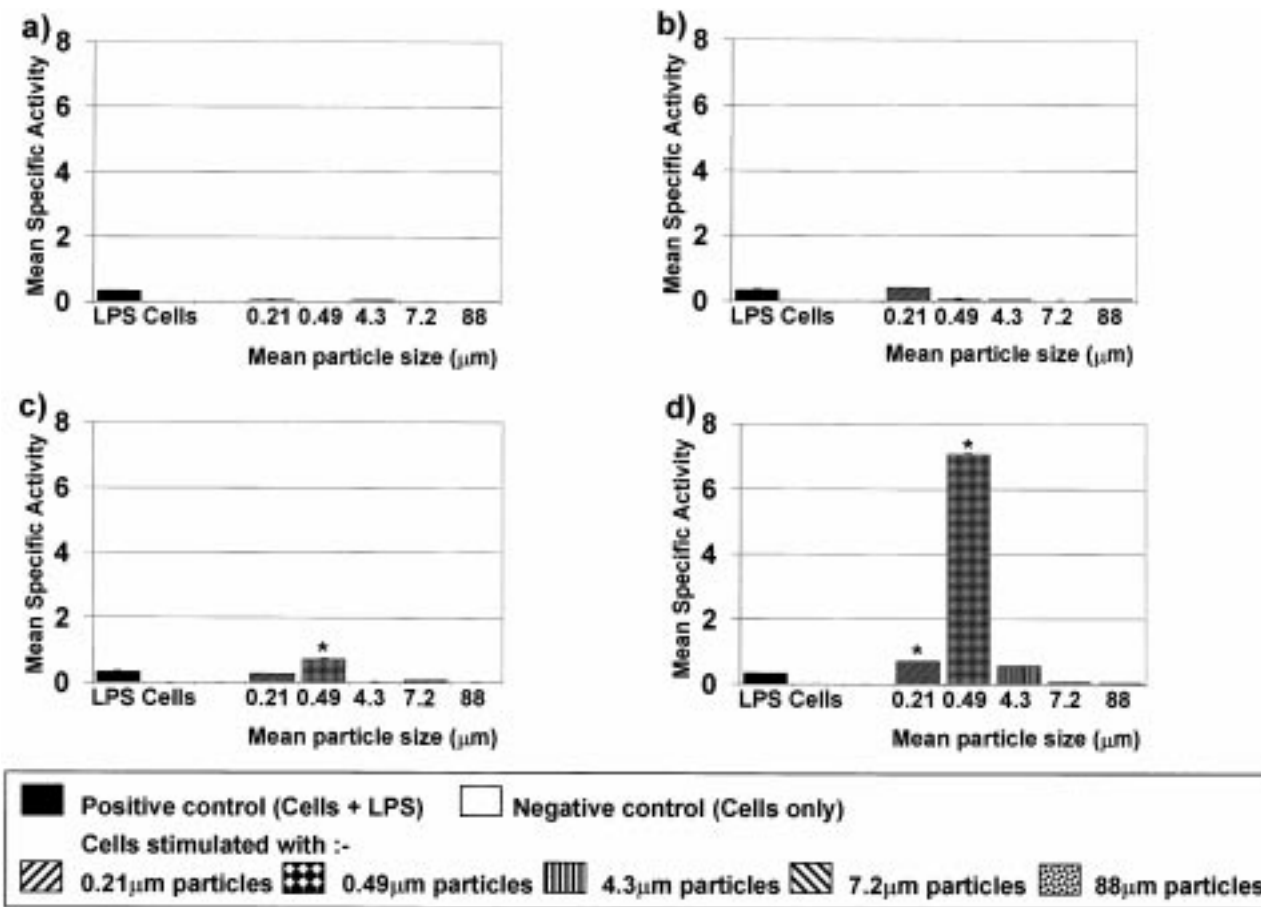 a)
Mean Specific Activity
8
6
4
2
0
LPS Cells 0.21 0.49 4.3 7.2 88
Mean particle size (μm)
b)
Mean Specific Activity
8
6
4
2
0
LPS Cells 0.21 0.49 4.3 7.2 88
Mean particle size (μm)
c)
Mean Specific Activity
8
6
4
2
0
*
LPS Cells 0.21 0.49 4.3 7.2 88
Mean particle size (μm)
d)
Mean Specific Activity
8
6
4
2
0
*
*
LPS Cells 0.21 0.49 4.3 7.2 88
Mean particle size (μm)
Positive control (Cells + LPS) Negative control (Cells only)
Cells stimulated with :-
0.21μm particles 0.49μm particles 4.3μm particles 7.2μm particles 88μm particles